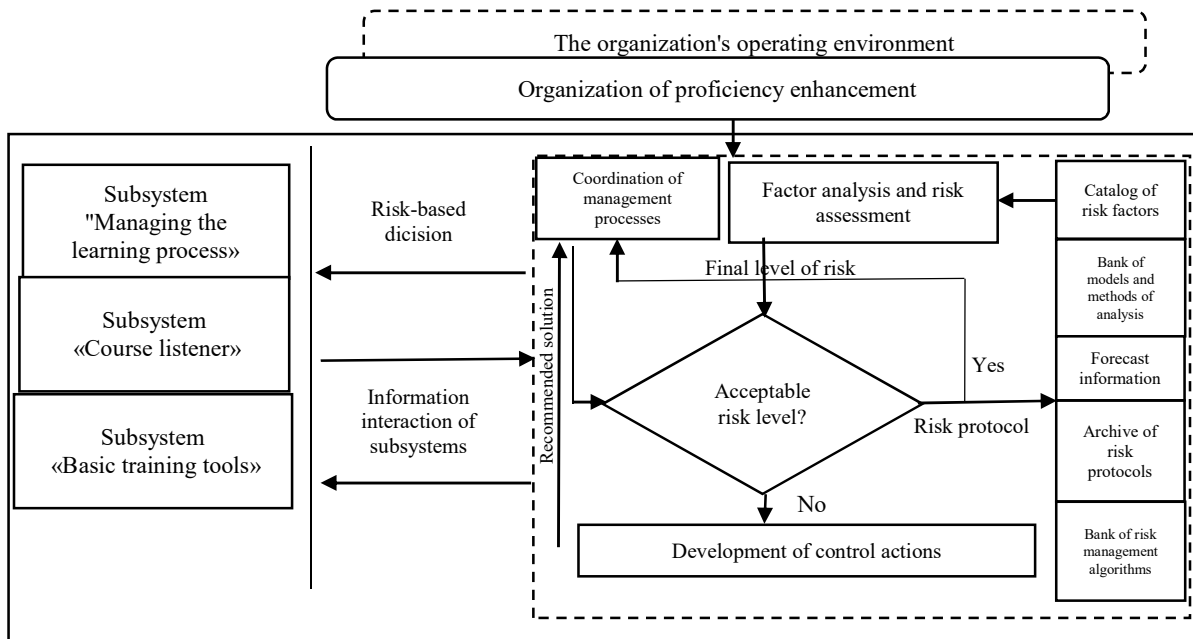 The organization's operating environment
Organization of proficiency enhancement
Subsystem
"Managing the
learning process»
Subsystem
«Course listener»
Subsystem
«Basic training tools»
Risk-based
dicision
Information
interaction of
subsystems
Coordination of
management
processes
Factor analysis and risk
assessment
Final level of risk
Recommended solution
Acceptable
risk level?
Yes
Risk protocol
No
Development of control actions
Catalog of
risk factors
Bank of
models and
methods of
analysis
Forecast
information
Archive of
risk
protocols
Bank of risk
management
algorithms